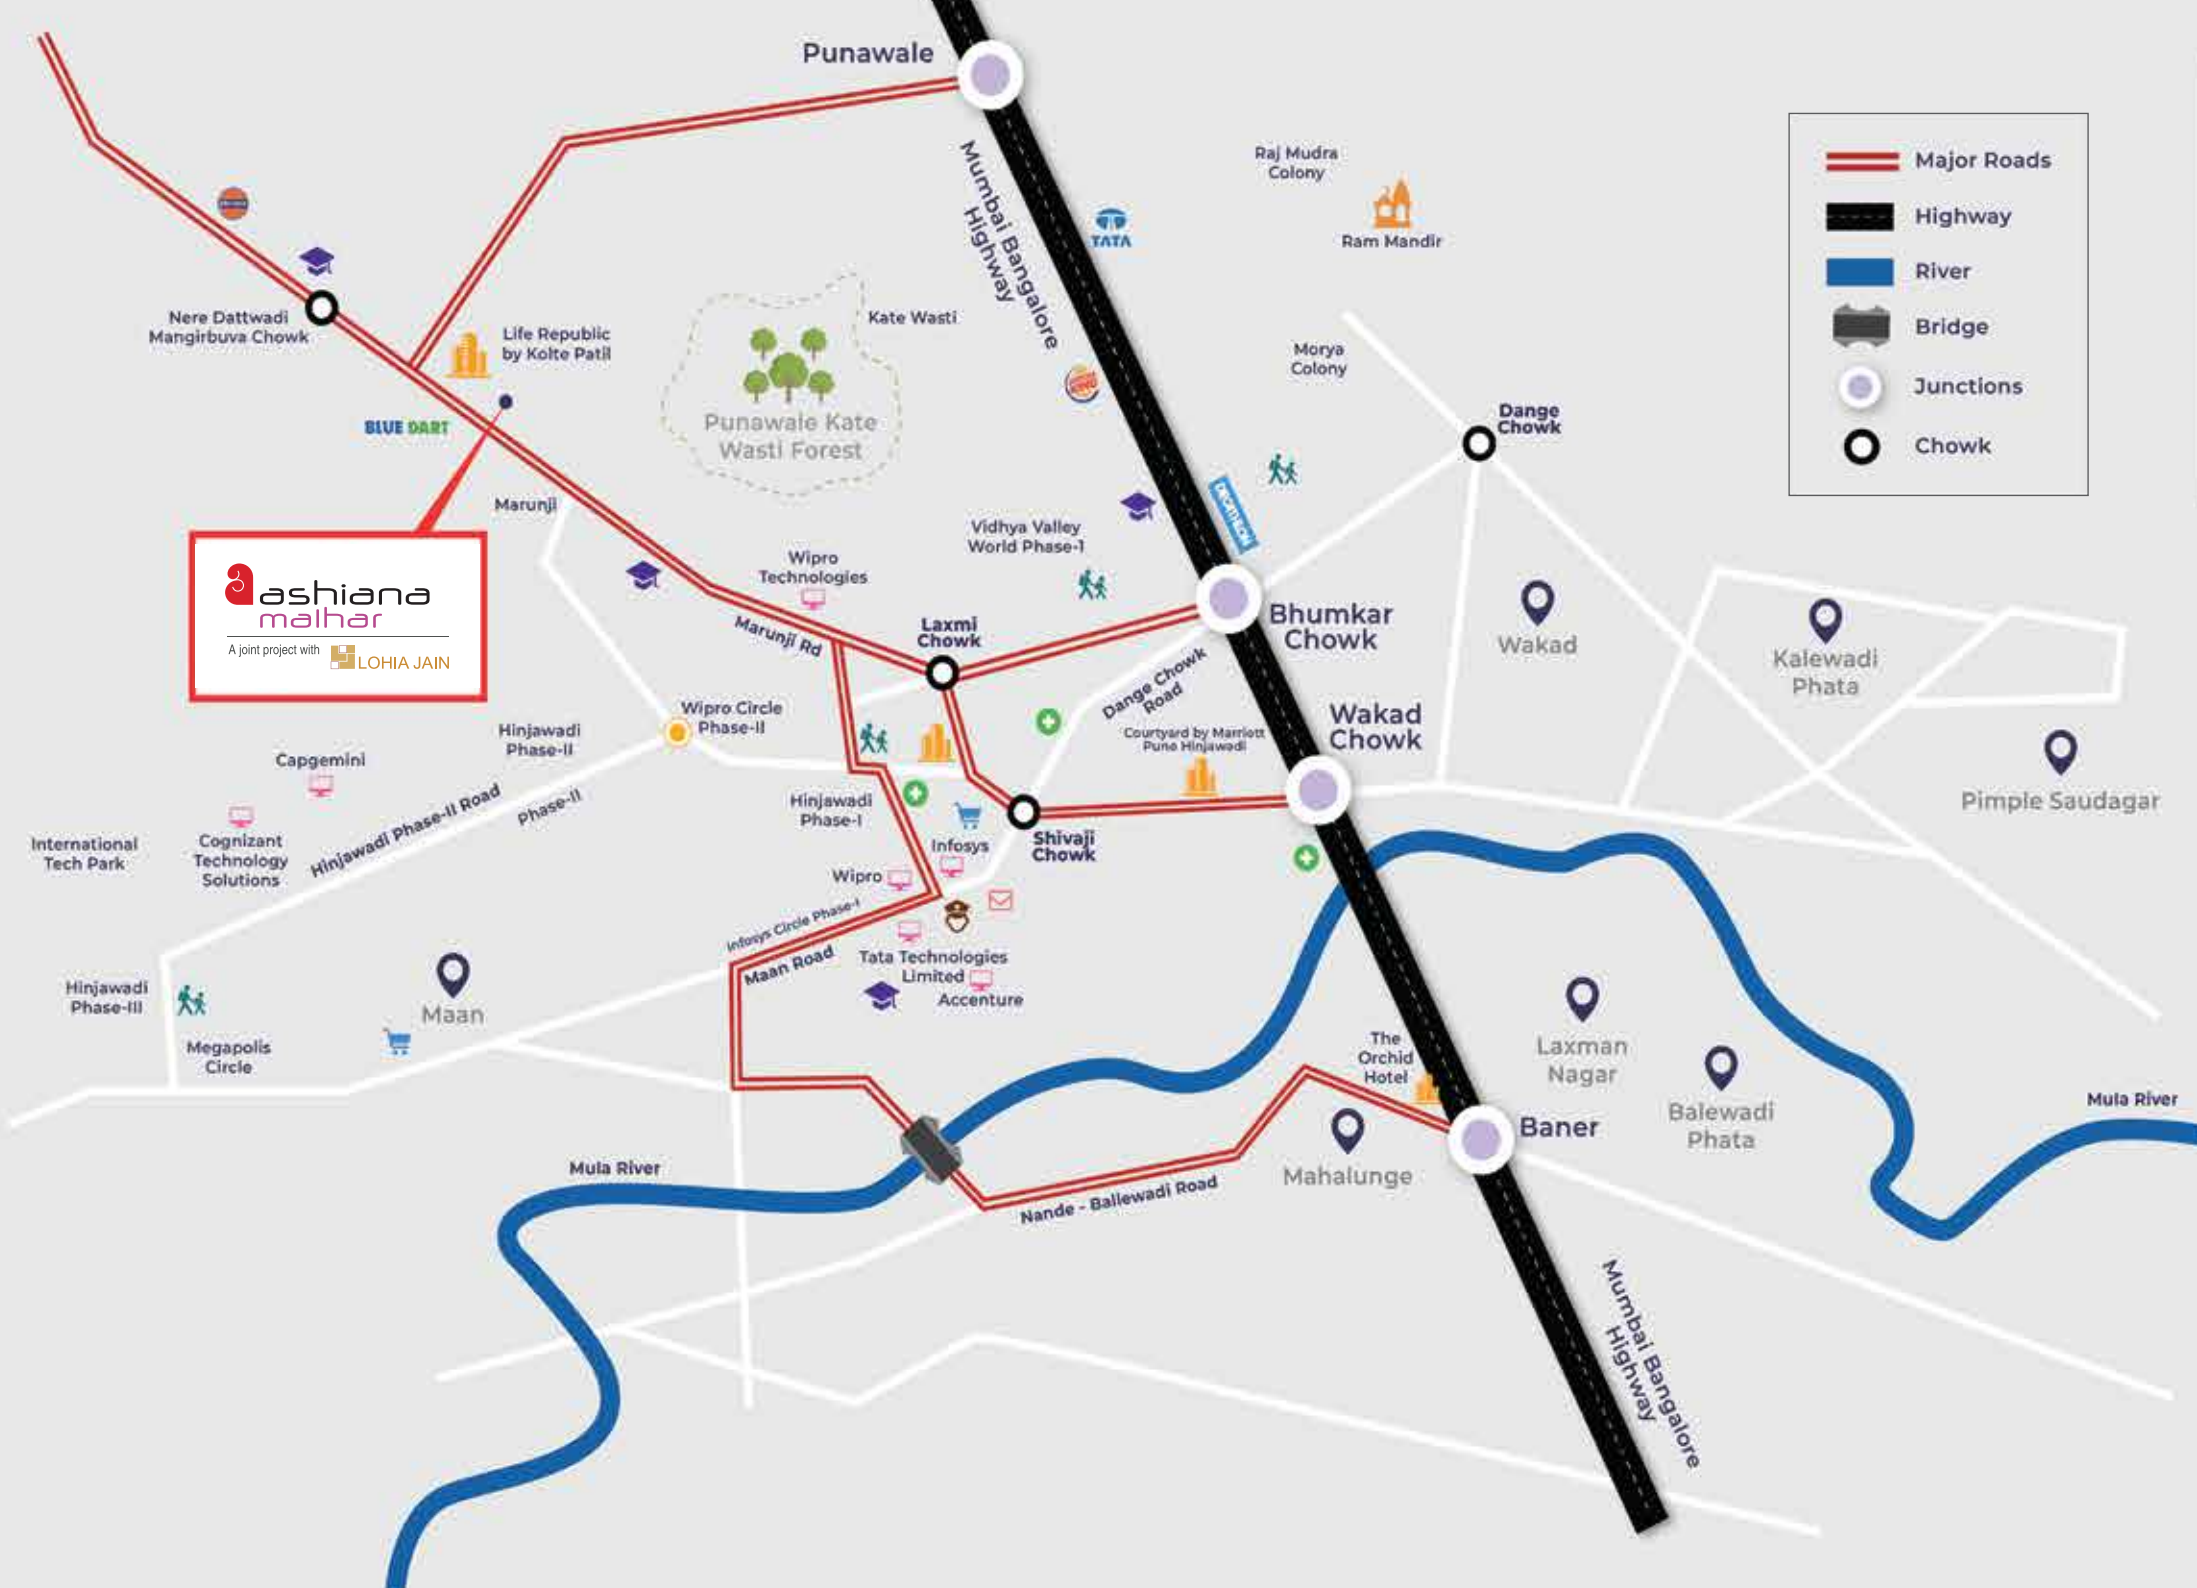 Punawale
Mumbai Bangalore
Highway
Raj Mudra
Colony
Ram Mandir
TATA
Major Roads
Highway
River
Bridge
Junctions
Chowk
Nere Dattwadi
Mangirbuva Chowk
Life Republic
by Kolte Patil
Kate Wasti
Punawale Kate
Wasti Forest
BLUE DART
KING
Morya
Colony
Dange
Chowk
DECATHLON
Marunji
ashiana
malhar
A joint project with
LOHIA JAIN
Vidhya Valley
World Phase-1
Wipro
Technologies
Marunji Rd
Laxmi
Chowk
Bhumkar
Chowk
Wakad
Kalewadi
Phata
Dange Chowk
Road
Wipro Circle
Phase-II
Hinjawadi
Phase-II
Courtyard by Marriott
Pune Hinjawadi
Wakad
Chowk
Pimple Saudagar
Capgemini
Cognizant
Technology
Solutions
International
Tech Park
Hinjawadi Phase-II Road
Phase-II
Hinjawadi
Phase-I
Infosys
Shivaji
Chowk
Wipro
Infosys Circle Phase-I
Maan Road
Tata Technologies
Limited
Accenture
Hinjawadi
Phase-III
Megapolis
Circle
Maan
The
Orchid
Hotel
Laxman
Nagar
Balewadi
Phata
Mula River
Baner
Mahalunge
Mula River
Nande - Ballewadi Road
Mumbai Bangalore
Highway